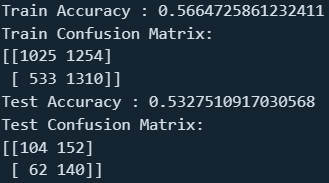 Train Accuracy : 0.5664725861232411
Train Confusion Matrix:
[[1025 1254]
 [ 533 1310]]
Test Accuracy : 0.5327510917030568
Test Confusion Matrix:
[[104 152]
 [ 62 140]]